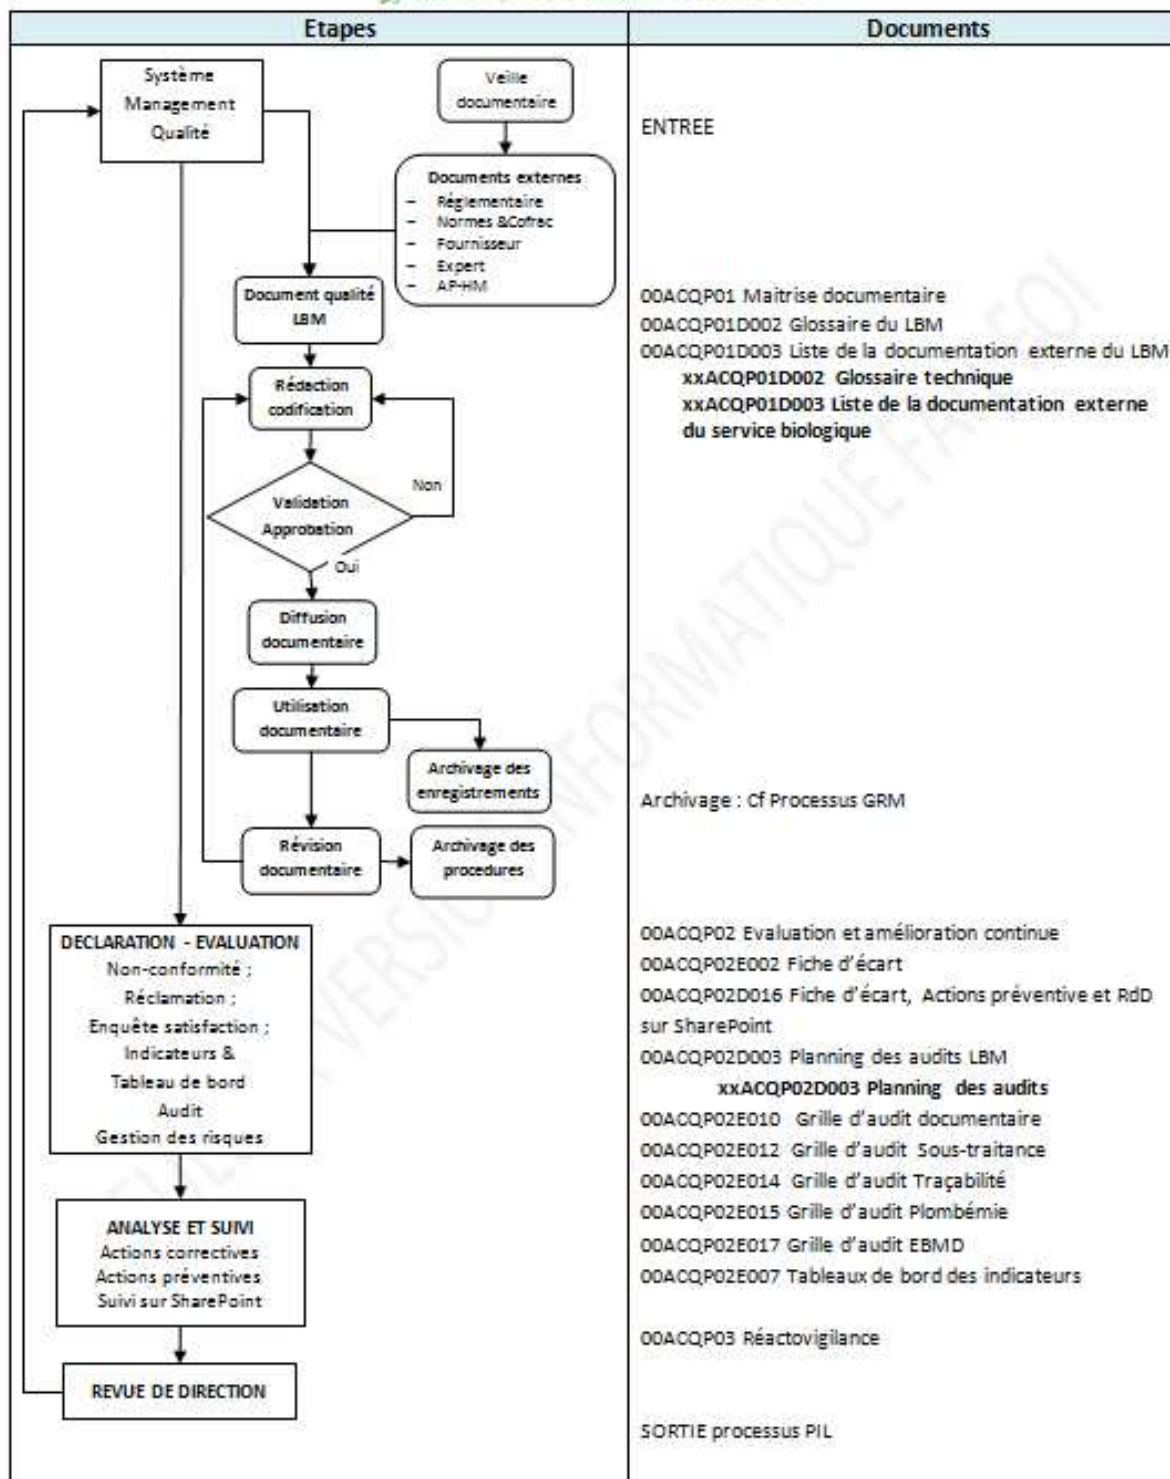 Etapes
Documents
Système
Management
Qualité
Veille
documentaire
ENTREE
Documents externes
– Réglementaire
– Normes &Cofrac
– Fournisseur
– Expert
– AP-HM
Document qualité
LBM
00ACQP01 Maitrise documentaire
00ACQP01D002 Glossaire du LBM
00ACQP01D003 Liste de la documentation externe du LBM
xxACQP01D002 Glossaire technique
xxACQP01D003 Liste de la documentation externe
du service biologique
Rédaction
codification
Non
Validation
Approbation
Oui
Diffusion
documentaire
Utilisation
documentaire
Archivage des
enregistrements
Archivage : Cf Processus GRM
Révision
documentaire
Archivage des
procedures
DECLARATION - EVALUATION
Non-conformité ;
Réclamation ;
Enquête satisfaction ;
Indicateurs &
Tableau de bord
Audit
Gestion des risques
00ACQP02 Evaluation et amélioration continue
00ACQP02E002 Fiche d'écart
00ACQP02D016 Fiche d'écart, Actions préventive et RdD
sur SharePoint
00ACQP02D003 Planning des audits LBM
xxACQP02D003 Planning des audits
00ACQP02E010 Grille d'audit documentaire
00ACQP02E012 Grille d'audit Sous-traitance
00ACQP02E014 Grille d'audit Traçabilité
00ACQP02E015 Grille d'audit Plombémie
00ACQP02E017 Grille d'audit EBMD
00ACQP02E007 Tableaux de bord des indicateurs
ANALYSE ET SUIVI
Actions correctives
Actions préventives
Suivi sur SharePoint
00ACQP03 Réactovigilance
REVUE DE DIRECTION
SORTIE processus PIL
VERSION INFORMATIQUE FAIT FOI